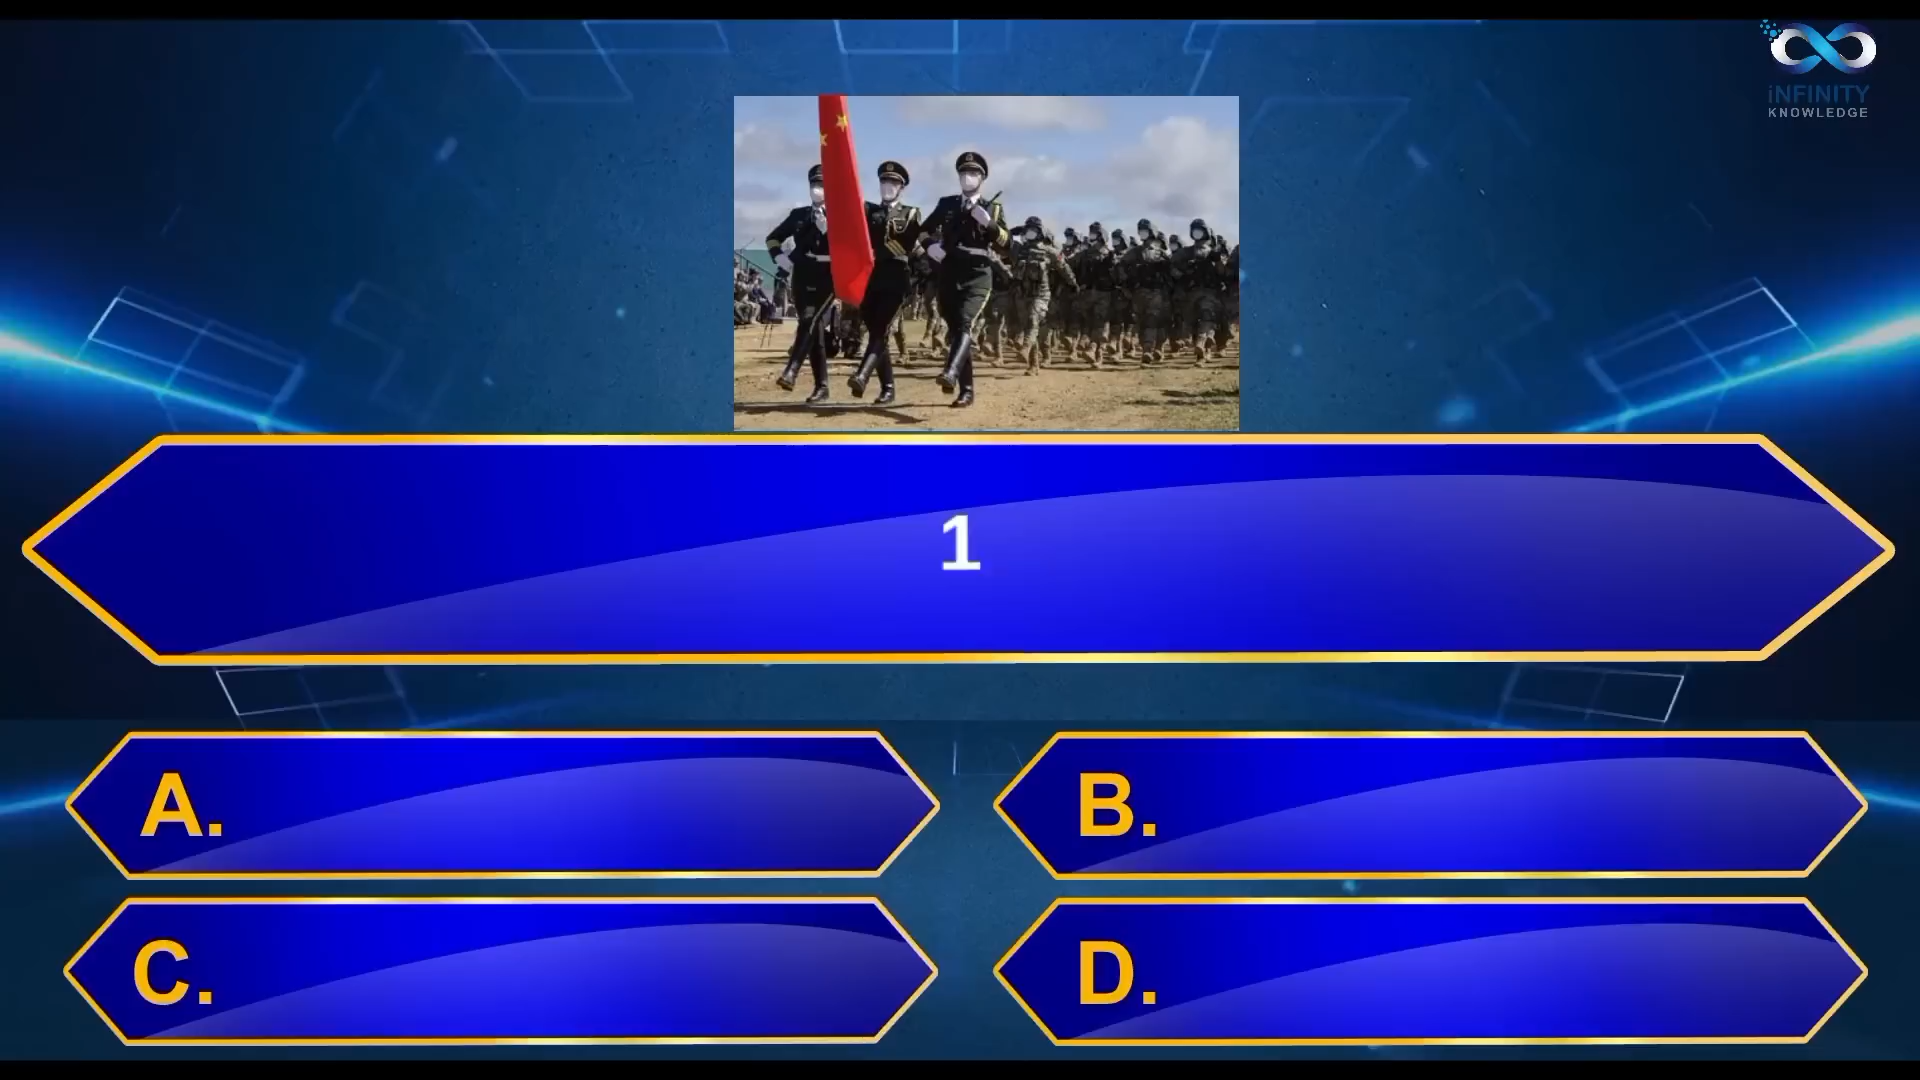 iNFINITY
KNOWLEDGE
1
A.
B.
C.
D.